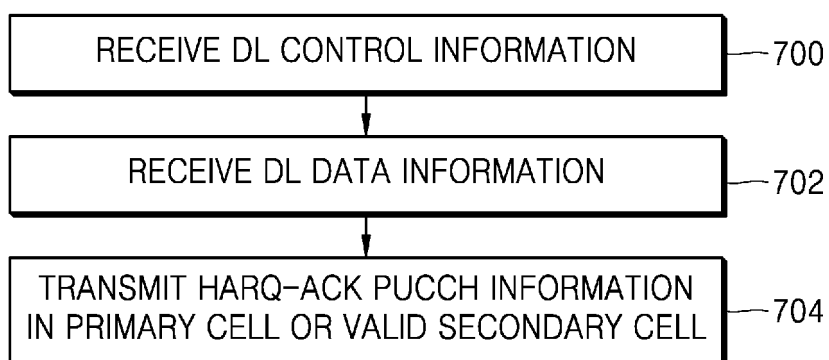 RECEIVE DL CONTROL INFORMATION
700
RECEIVE DL DATA INFORMATION
702
TRANSMIT HARQ-ACK PUCCH INFORMATION
IN PRIMARY CELL OR VALID SECONDARY CELL
704